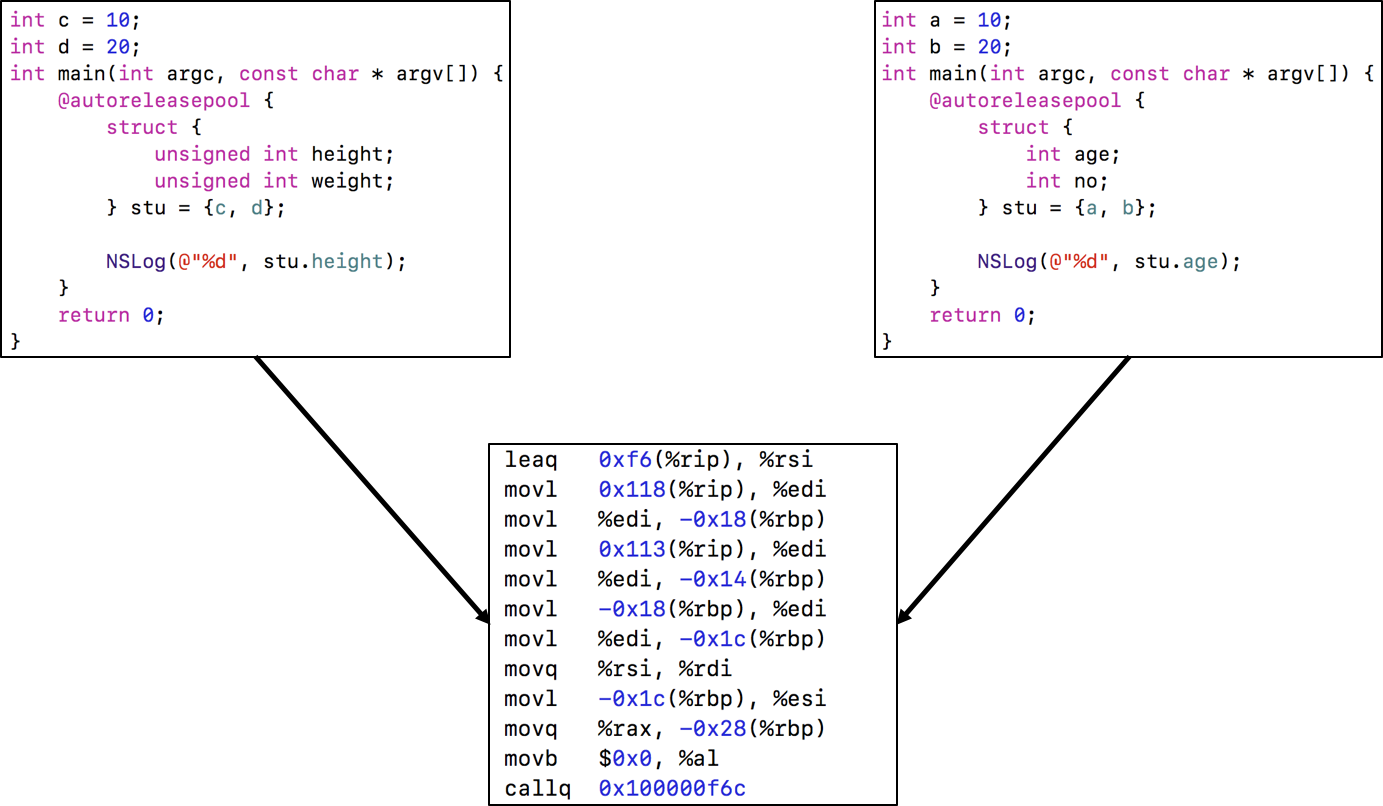 int c = 10;
int d = 20;
int main(int argc, const char * argv[]) {
    @autoreleasepool {
        struct {
            unsigned int height;
            unsigned int weight;
        } stu = {c, d};
        NSLog(@"%d", stu.height);
    }
    return 0;
}
int a = 10;
int b = 20;
int main(int argc, const char * argv[]) {
    @autoreleasepool {
        struct {
            int age;
            int no;
        } stu = {a, b};
        NSLog(@"%d", stu.age);
    }
    return 0;
}
leaq   0xf6(%rip), %rsi
movl   0x118(%rip), %edi
movl   %edi, -0x18(%rbp)
movl   0x113(%rip), %edi
movl   %edi, -0x14(%rbp)
movl   -0x18(%rbp), %edi
movl   %edi, -0x1c(%rbp)
movq   %rsi, %rdi
movl   -0x1c(%rbp), %esi
movq   %rax, -0x28(%rbp)
movb   $0x0, %al
callq  0x100000f6c